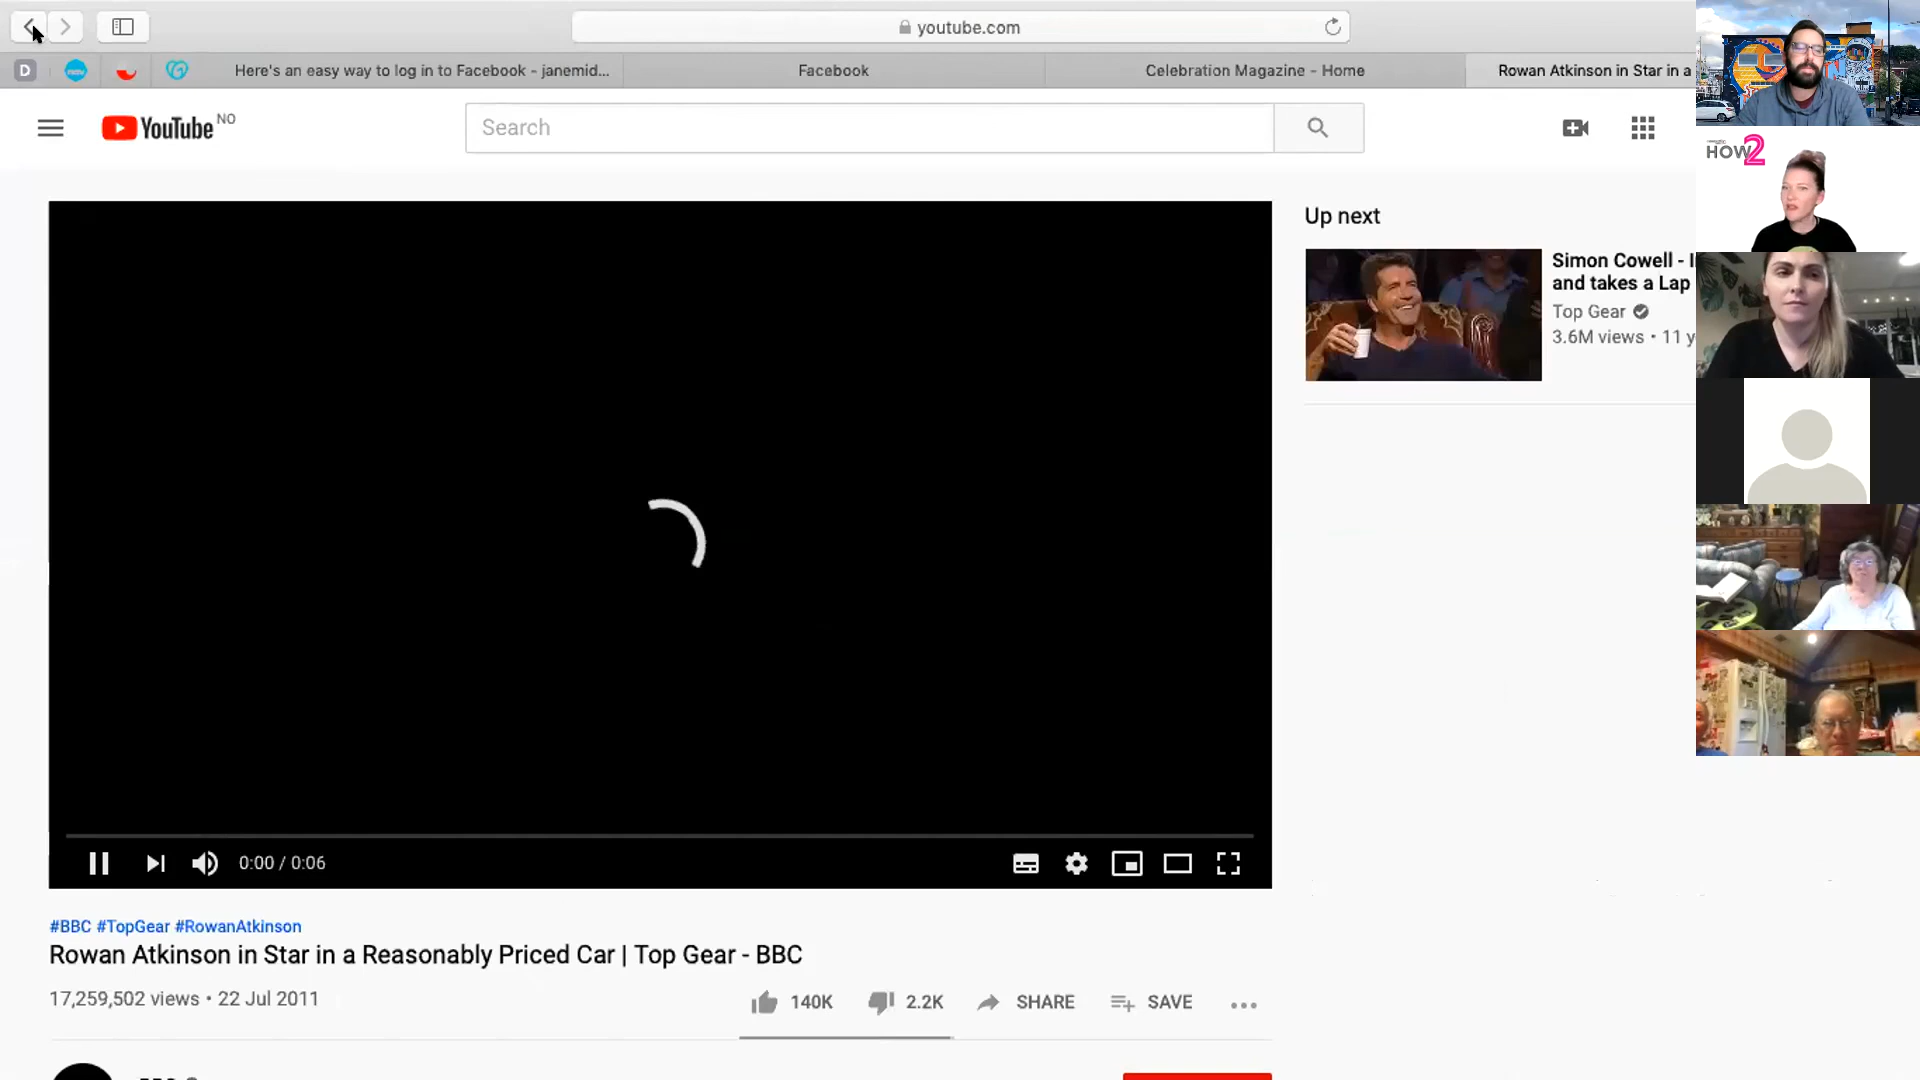 youtube.com
D
nav
Here's an easy way to log in to Facebook - janemid...
Facebook
Celebration Magazine - Home
Rowan Atkinson in Star in a
YouTube NO
Search
HOW2
Up next
Simon Cowell - I
and takes a Lap
Top Gear
3.6M views • 11 y
0:00 / 0:06
#BBC #TopGear #RowanAtkinson
Rowan Atkinson in Star in a Reasonably Priced Car | Top Gear - BBC
17,259,502 views • 22 Jul 2011
140K
2.2K
SHARE
SAVE